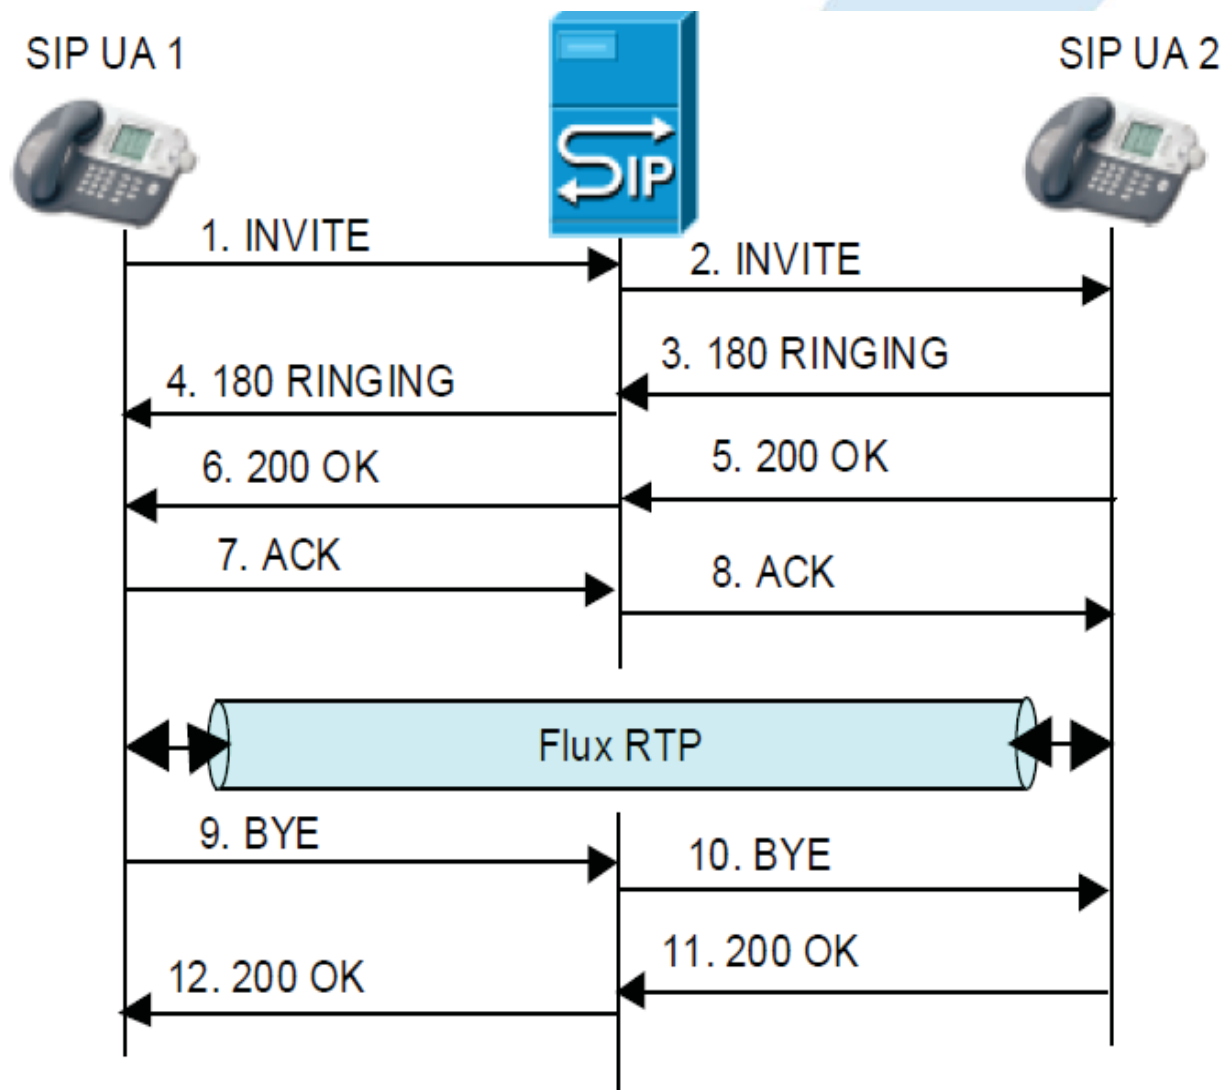 SIP UA 1
SIP UA 2
SIP
1. INVITE
2. INVITE
3. 180 RINGING
4. 180 RINGING
5. 200 OK
6. 200 OK
7. ACK
8. ACK
Flux RTP
9. BYE
10. BYE
11. 200 OK
12. 200 OK